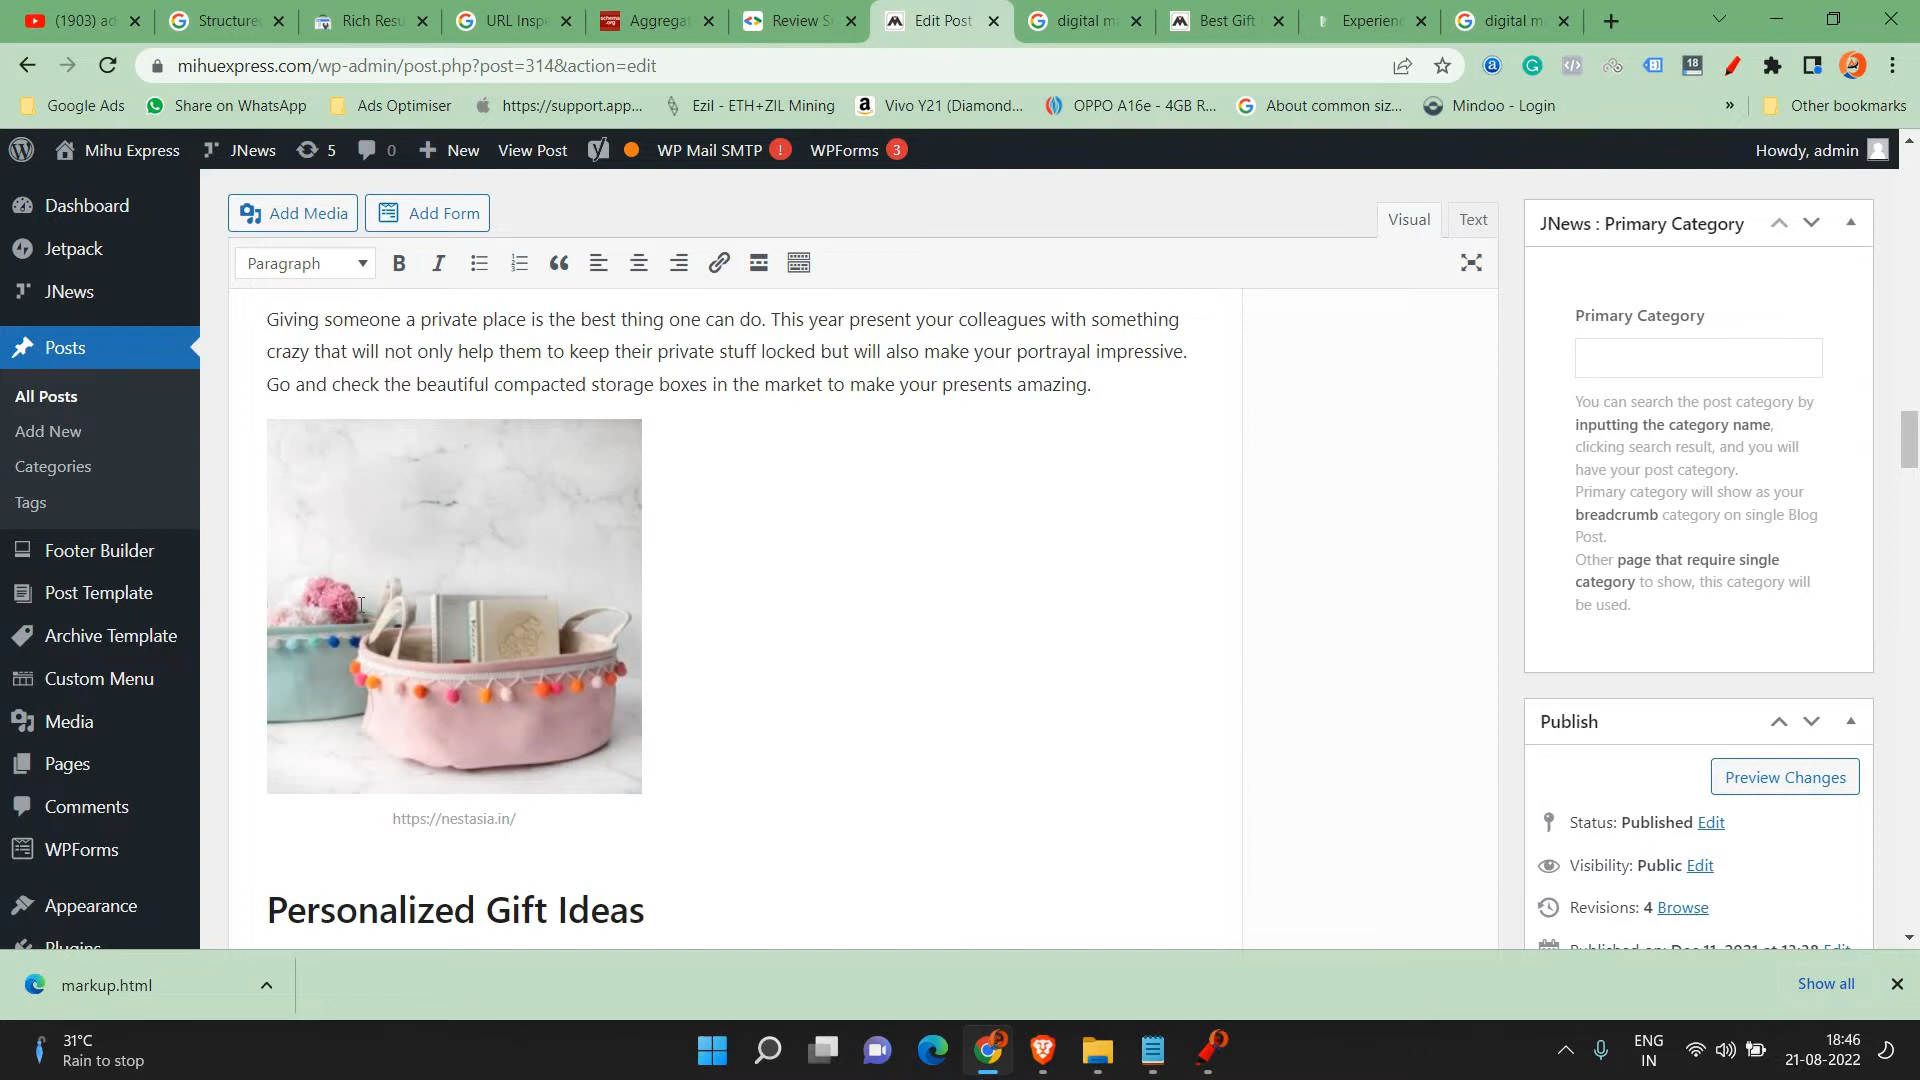 (1903) ad
Structure
Rich Resu
URL Inspe
Aggregat
Review S
Edit Post
digital m
Best Gift
Experien
digital m
mihuexpress.com/wp-admin/post.php?post=314&action=edit
18
Google Ads
Share on WhatsApp
Ads Optimiser
https://support.app...
Ezil - ETH+ZIL Mining
Vivo Y21 (Diamond...
OPPO A16e - 4GB R...
About common siz...
Mindoo - Login
»
Other bookmarks
Mihu Express
JNews
5
0
New
View Post
WP Mail SMTP !
WPForms 3
Howdy, admin
Dashboard
Jetpack
JNews
Posts
All Posts
Add New
Categories
Tags
Footer Builder
Post Template
Archive Template
Custom Menu
Media
Pages
Comments
WPForms
Appearance
Plugins
Add Media
Add Form
Visual
Text
Paragraph
Giving someone a private place is the best thing one can do. This year present your colleagues with something
crazy that will not only help them to keep their private stuff locked but will also make your portrayal impressive.
Go and check the beautiful compacted storage boxes in the market to make your presents amazing.
https://nestasia.in/
Personalized Gift Ideas
JNews : Primary Category
Primary Category
You can search the post category by
inputting the category name,
clicking search result, and you will
have your post category.
Primary category will show as your
breadcrumb category on single Blog
Post.
Other page that require single
category to show, this category will
be used.
Publish
Preview Changes
Status: Published Edit
Visibility: Public Edit
Revisions: 4 Browse
Published on: Dec 11, 2021 at 12:38 Edit
markup.html
Show all
31°C
Rain to stop
ENG
IN
18:46
21-08-2022